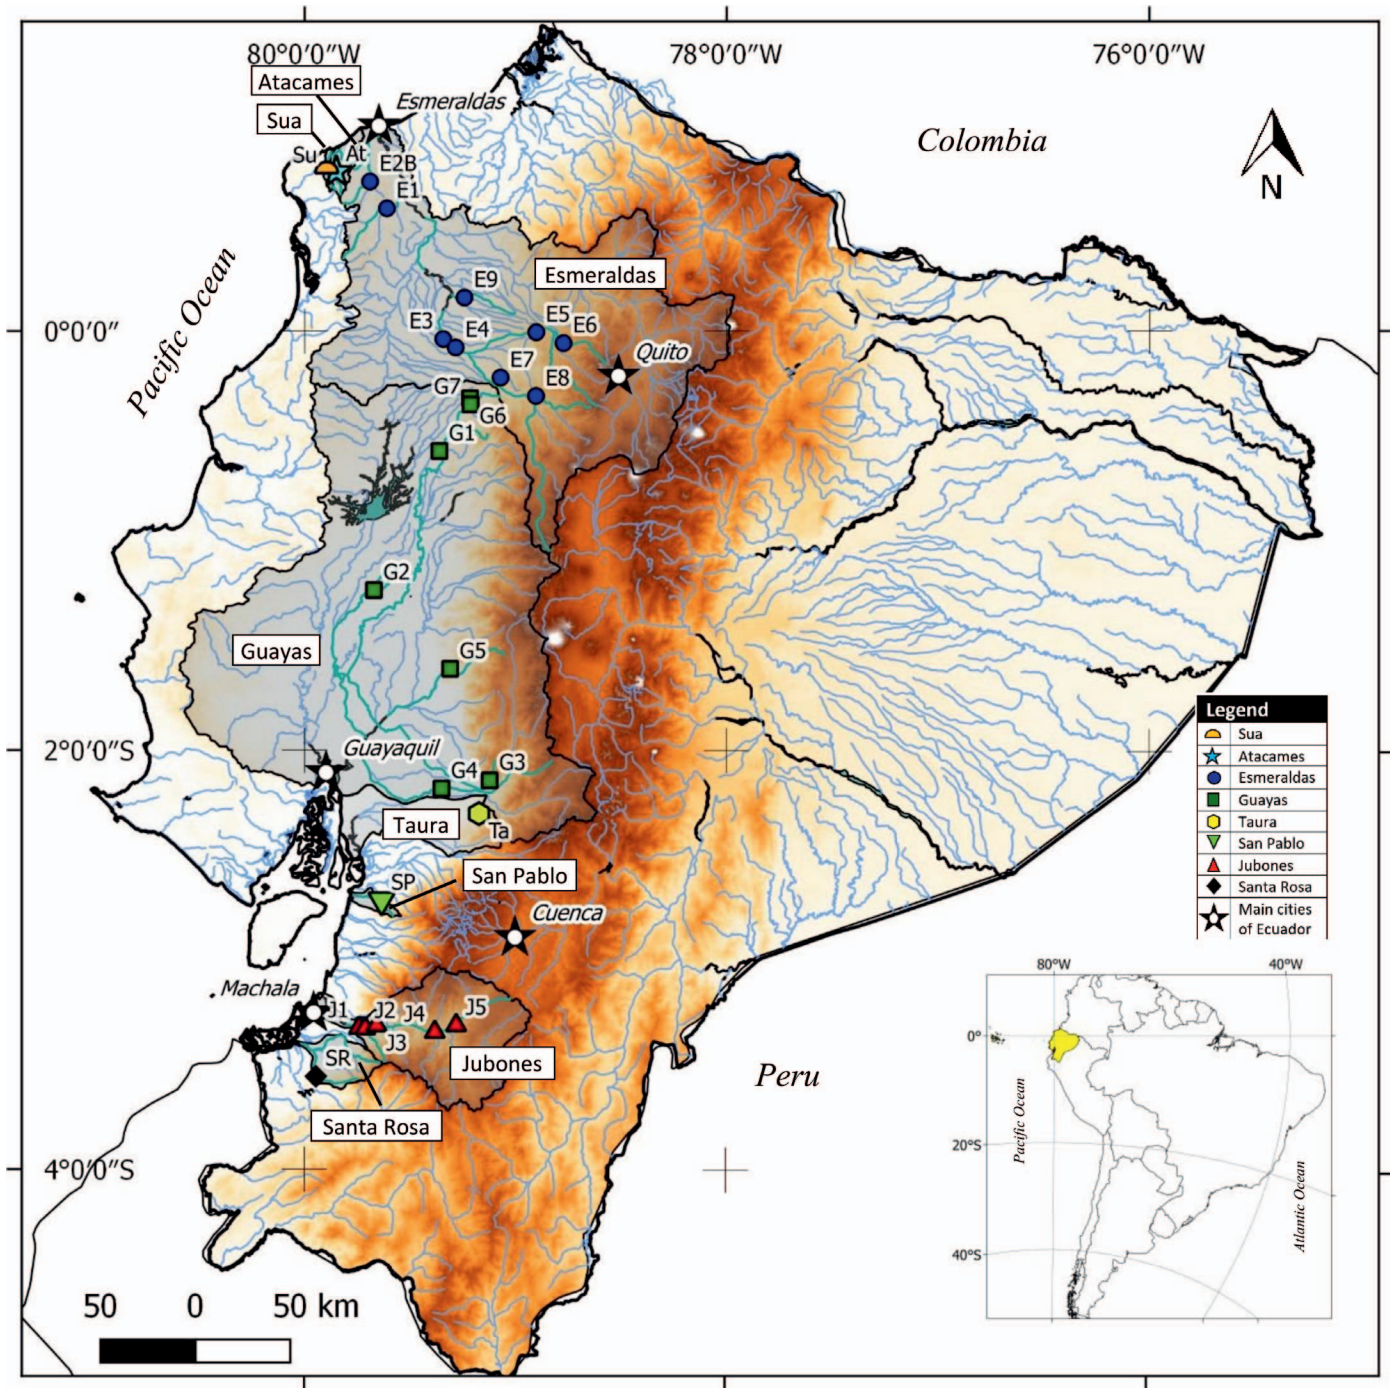 80°0′0″W
78°0′0″W
76°0′0″W
Atacames
Esmeraldas
Sua
Colombia
N
Su
At
E2B
E1
Pacific Ocean
Esmeraldas
E9
0°0′0″
E3
E4
E5
E6
Quito
E7
E8
G7
G6
G1
G2
Guayas
G5
2°0′0″S
Guayaquil
G4
G3
Taura
Ta
SP
San Pablo
Cuenca
Machala
J1
J2
J4
J5
J3
SR
Jubones
Santa Rosa
Peru
4°0′0″S
50 0 50 km
Legend
Sua
Atacames
Esmeraldas
Guayas
Taura
San Pablo
Jubones
Santa Rosa
Main cities
of Ecuador
80°W
40°W
0°
20°S
40°S
Pacific Ocean
Atlantic Ocean